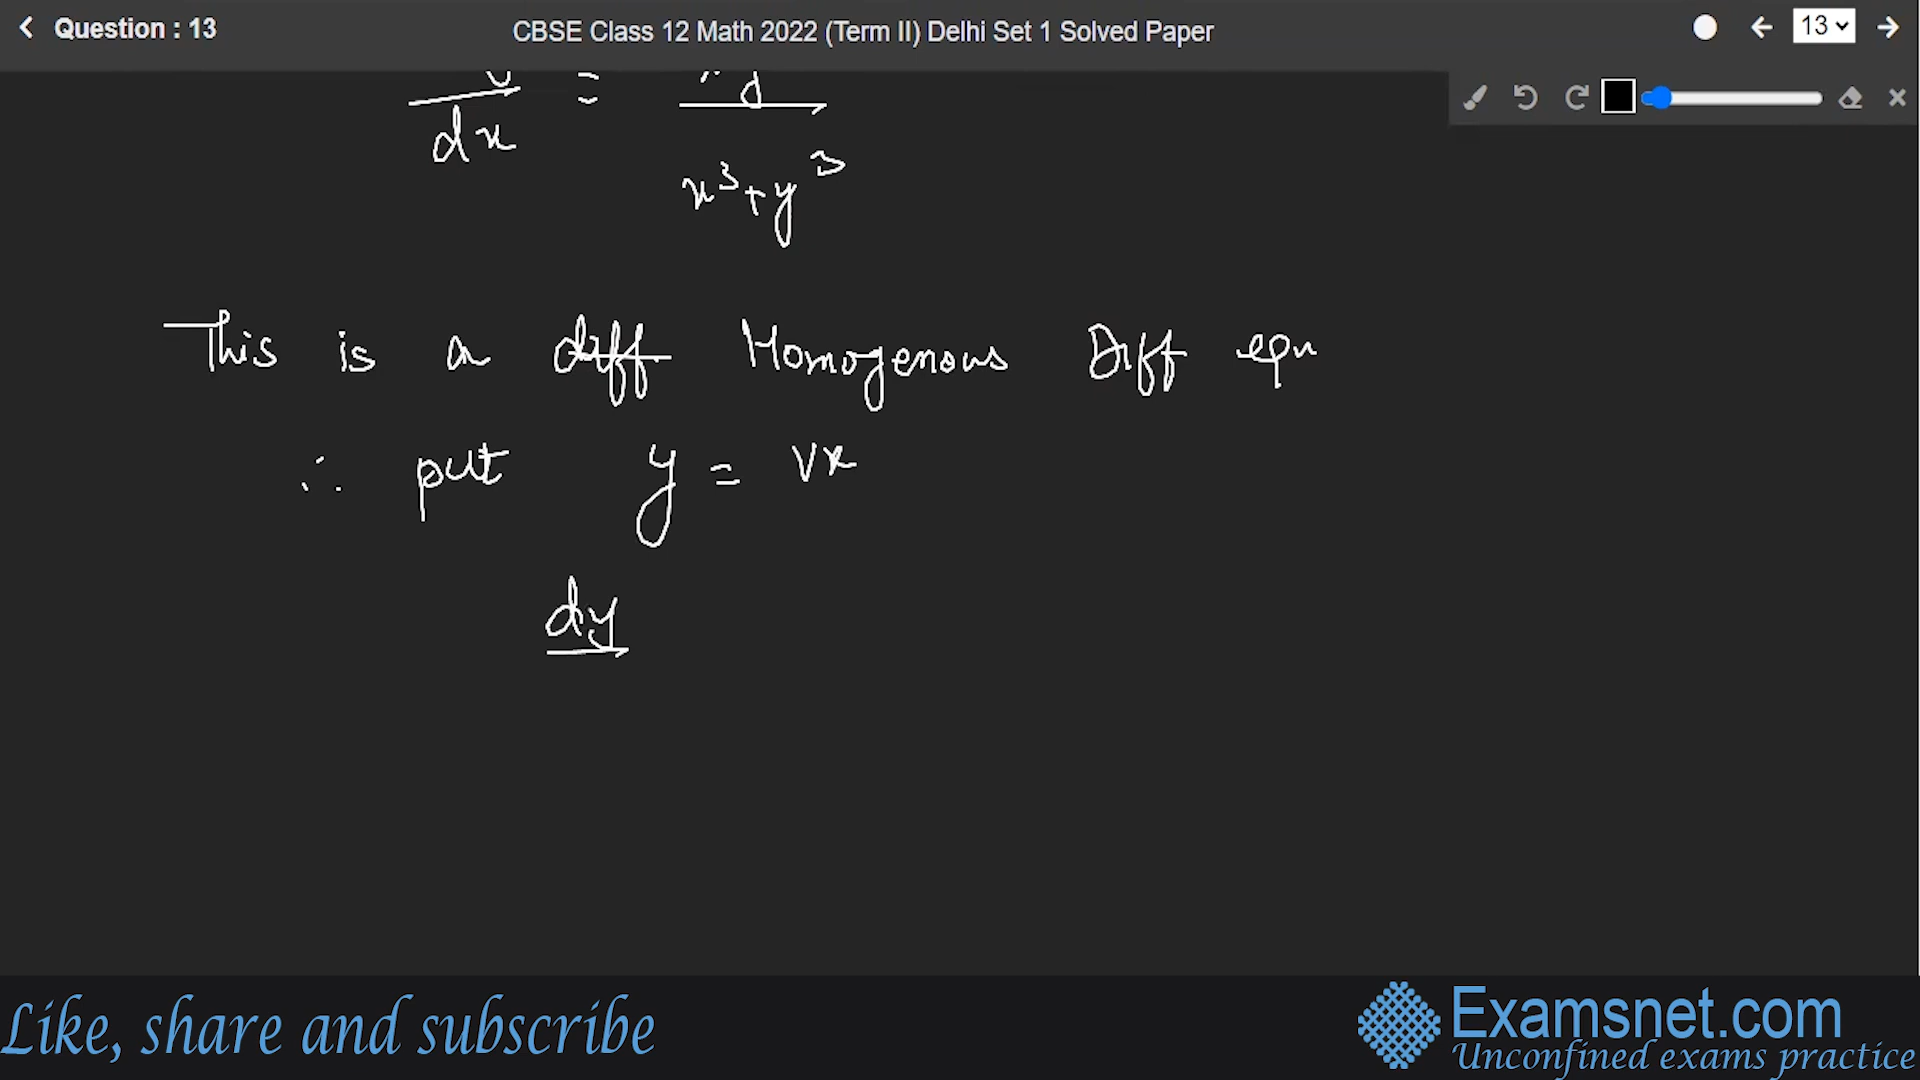 Question : 13
CBSE Class 12 Math 2022 (Term II) Delhi Set 1 Solved Paper
13
dx =
x³+y³
This is a diff Homogenous Diff eqn
∴ put y = vx
dy
Like, share and subscribe
Examsnet.com
Unconfined exams practice